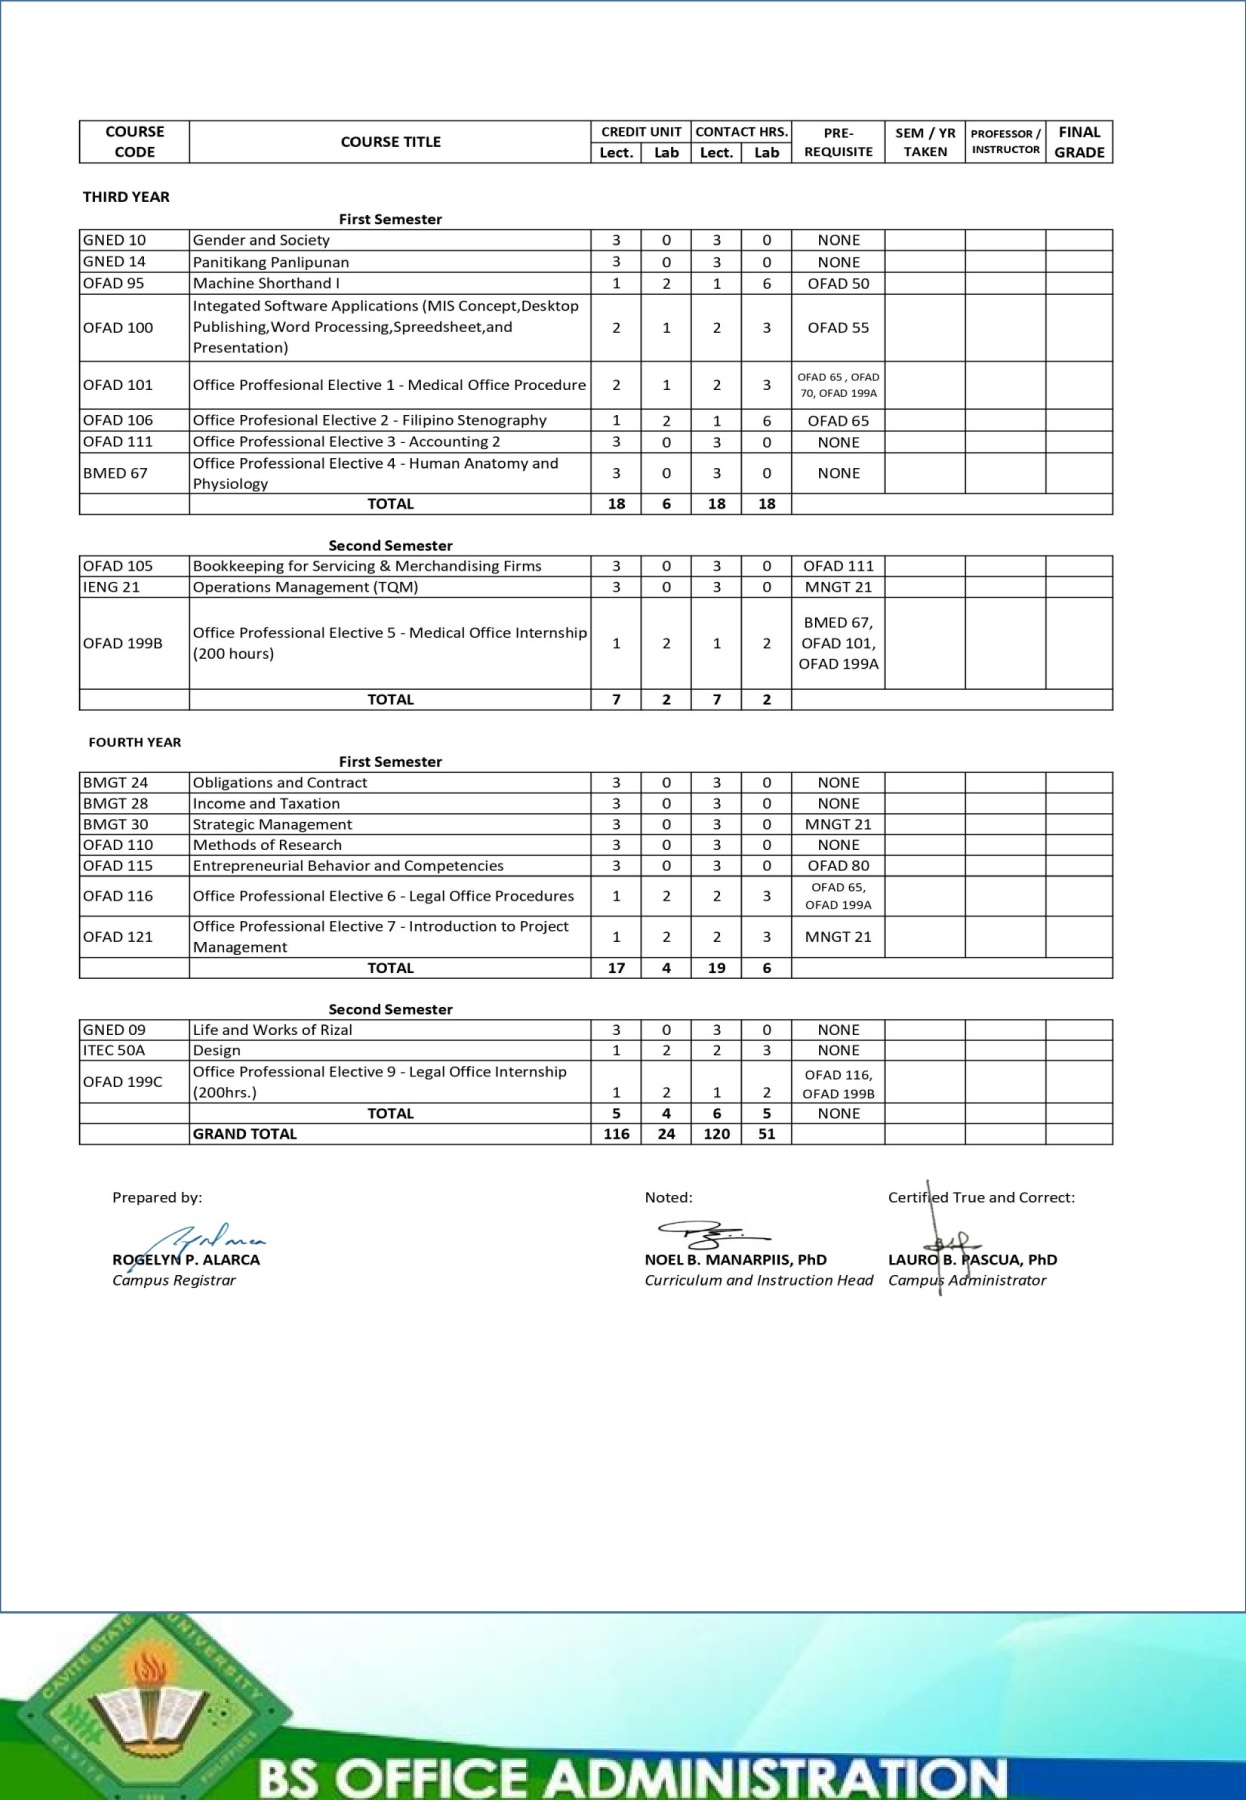 COURSE CODE COURSE TITLE CREDIT UNIT CONTACT HRS. PRE-REQUISITE SEM / YR TAKEN PROFESSOR / INSTRUCTOR FINAL GRADE
Lect. Lab Lect. Lab
THIRD YEAR
First Semester
GNED 10 Gender and Society 3 0 3 0 NONE
GNED 14 Panitikang Panlipunan 3 0 3 0 NONE
OFAD 95 Machine Shorthand I 1 2 1 6 OFAD 50
Integated Software Applications (MIS Concept,Desktop
OFAD 100 Publishing,Word Processing,Spreedsheet,and 2 1 2 3 OFAD 55
Presentation)
OFAD 101 Office Proffesional Elective 1 - Medical Office Procedure 2 1 2 3 OFAD 65 , OFAD
70, OFAD 199A
OFAD 106 Office Profesional Elective 2 - Filipino Stenography 1 2 1 6 OFAD 65
OFAD 111 Office Professional Elective 3 - Accounting 2 3 0 3 0 NONE
BMED 67 Office Professional Elective 4 - Human Anatomy and 3 0 3 0 NONE
Physiology
TOTAL 18 6 18 18
Second Semester
OFAD 105 Bookkeeping for Servicing & Merchandising Firms 3 0 3 0 OFAD 111
IENG 21 Operations Management (TQM) 3 0 3 0 MNGT 21
BMED 67,
OFAD 199B Office Professional Elective 5 - Medical Office Internship 1 2 1 2 OFAD 101,
(200 hours) OFAD 199A
TOTAL 7 2 7 2
FOURTH YEAR
First Semester
BMGT 24 Obligations and Contract 3 0 3 0 NONE
BMGT 28 Income and Taxation 3 0 3 0 NONE
BMGT 30 Strategic Management 3 0 3 0 MNGT 21
OFAD 110 Methods of Research 3 0 3 0 NONE
OFAD 115 Entrepreneurial Behavior and Competencies 3 0 3 0 OFAD 80
OFAD 116 Office Professional Elective 6 - Legal Office Procedures 1 2 2 3 OFAD 65,
OFAD 199A
OFAD 121 Office Professional Elective 7 - Introduction to Project 1 2 2 3 MNGT 21
Management
TOTAL 17 4 19 6
Second Semester
GNED 09 Life and Works of Rizal 3 0 3 0 NONE
ITEC 50A Design 1 2 2 3 NONE
OFAD 199C Office Professional Elective 9 - Legal Office Internship OFAD 116,
(200hrs.) 1 2 1 2 OFAD 199B
TOTAL 5 4 6 5 NONE
GRAND TOTAL 116 24 120 51
Prepared by: Noted: Certified True and Correct:
ROGELYN P. ALARCA NOEL B. MANARPIIS, PhD LAURO B. PASCUA, PhD
Campus Registrar Curriculum and Instruction Head Campus Administrator
CAVITE STATE UNIVERSITY
CAVITE PHILIPPINES
BS OFFICE ADMINISTRATION